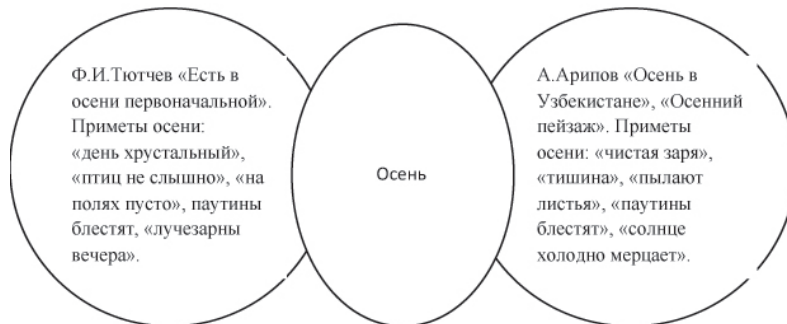 Ф.И.Тютчев «Есть в
осени первоначальной».
Приметы осени:
«день хрустальный»,
«птиц не слышно», «на
полях пусто», паутины
блестят, «лучезарны
вечера».
Осень
А.Арипов «Осень в
Узбекистане», «Осенний
пейзаж». Приметы
осени: «чистая заря»,
«тишина», «пылают
листья», «паутины
блестят», «солнце
холодно мерцает».